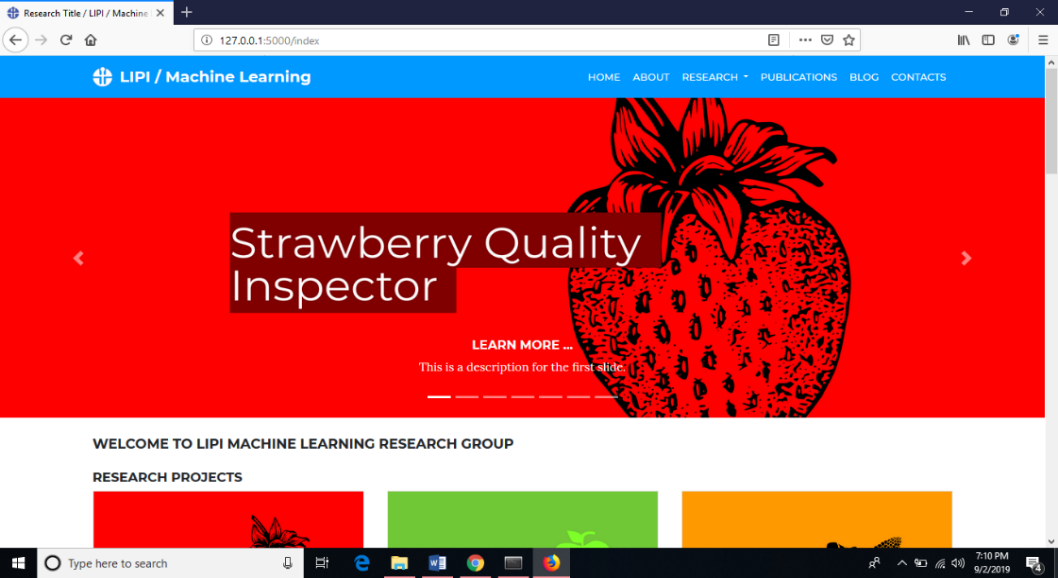 Research Title / LIPI / Machine
127.0.0.1:5000/index
LIPI / Machine Learning
HOME ABOUT RESEARCH PUBLICATIONS BLOG CONTACTS
Strawberry Quality
Inspector
LEARN MORE ...
This is a description for the first slide.
WELCOME TO LIPI MACHINE LEARNING RESEARCH GROUP
RESEARCH PROJECTS
Type here to search
7:10 PM
9/2/2019
4